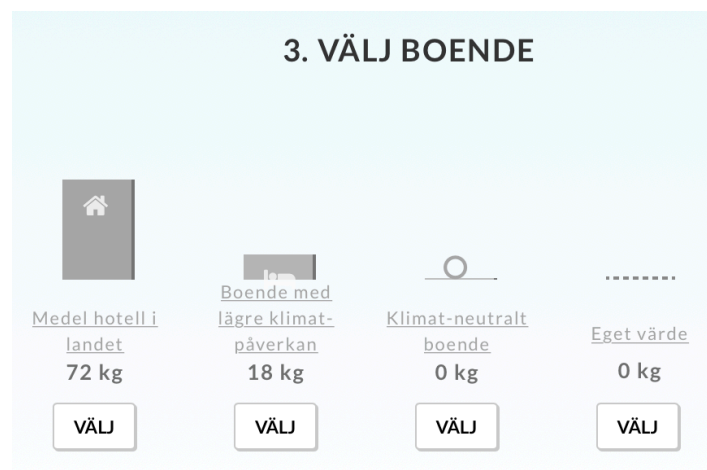 3. VÄLJ BOENDE
Medel hotell i
landet
72 kg
VÄLJ
Boende med
lägre klimat-
påverkan
18 kg
VÄLJ
Klimat-neutralt
boende
0 kg
VÄLJ
Eget värde
0 kg
VÄLJ